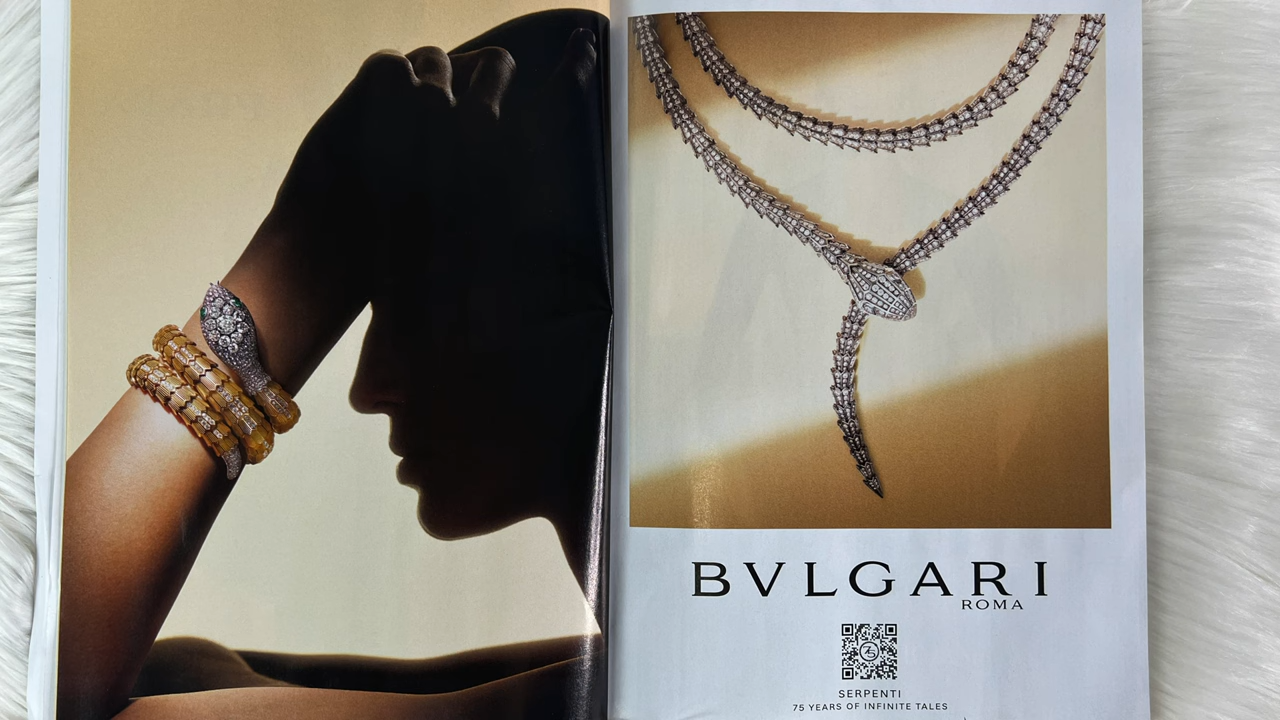 BVLGARI
ROMA
SERPENTI
75 YEARS OF INFINITE TALES